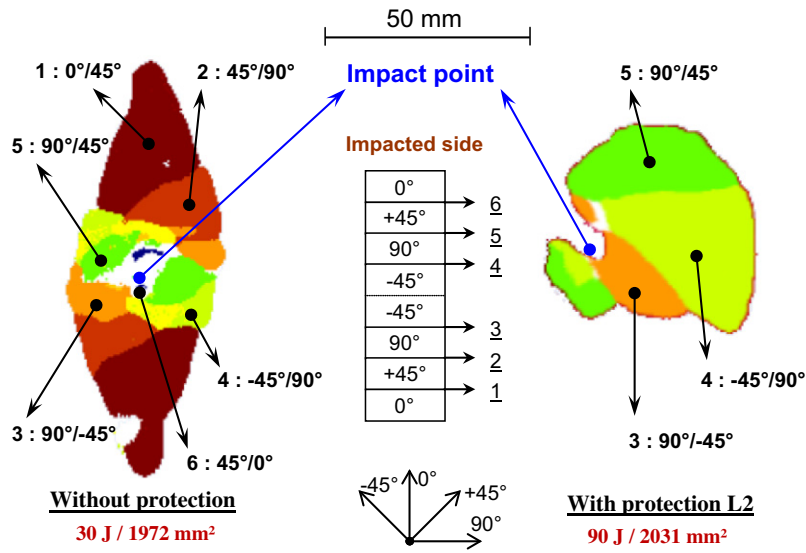 50 mm
1 : 0°/45°
2 : 45°/90°
Impact point
5 : 90°/45°
5 : 90°/45°
Impacted side
0°
6
+45°
5
90°
4
-45°
-45°
3
90°
2
+45°
1
0°
4 : -45°/90°
4 : -45°/90°
3 : 90°/-45°
3 : 90°/-45°
6 : 45°/0°
-45°
0°
+45°
90°
Without protection
30 J / 1972 mm²
With protection L2
90 J / 2031 mm²